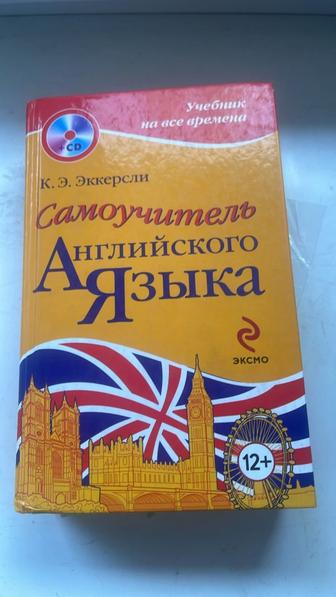 Учебник
на все времена
+CD
К. Э. Эккерсли
Самоучитель
Английского
Языка
ЭКСМО
12+